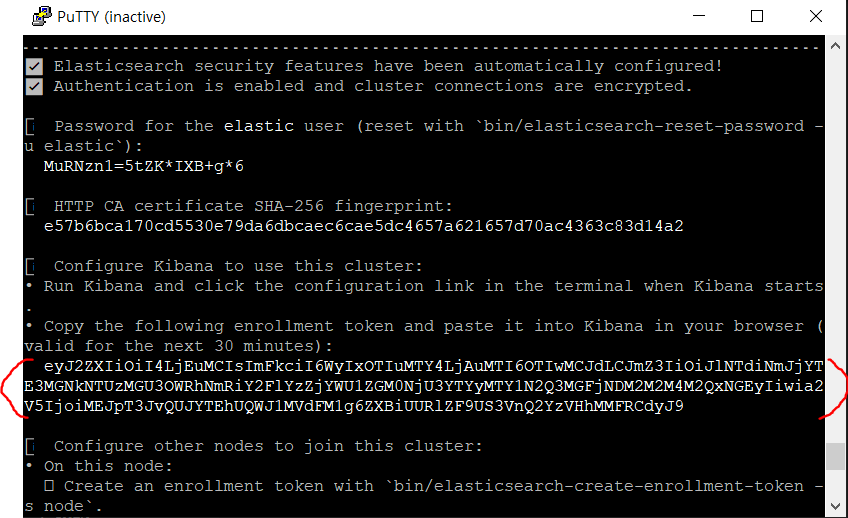 PuTTY (inactive)
Elasticsearch security features have been automatically configured!
Authentication is enabled and cluster connections are encrypted.
Password for the elastic user (reset with `bin/elasticsearch-reset-password -
u elastic`):
MuRNzn1=5tZK*IXB+g*6
HTTP CA certificate SHA-256 fingerprint:
e57b6bca170cd5530e79da6dbcaec6cae5dc4657a621657d70ac4363c83d14a2
Configure Kibana to use this cluster:
• Run Kibana and click the configuration link in the terminal when Kibana starts
.
• Copy the following enrollment token and paste it into Kibana in your browser (
valid for the next 30 minutes):
eyJ2ZXIiOiI4LjEuMCIsImFkciI6WyIxOTIuMTY4LjAuMTI6OTIwMCJdLCJmZ3IiOiJlNTdiNmJjYT
E3MGNkNTUzMGU3OWRhNmRiY2FlYzZjYWU1ZGM0NjU3YTYyMTY1N2Q3MGFjNDM2M2M4M2QxNGEyIiwia2
V5IjoiMEJpT3JvQUJYTEhUQWJ1MVdFM1g6ZXBiUURlZF9US3VnQ2YzVHhMMFRCdyJ9
Configure other nodes to join this cluster:
• On this node:
Create an enrollment token with `bin/elasticsearch-create-enrollment-token -
s node`.